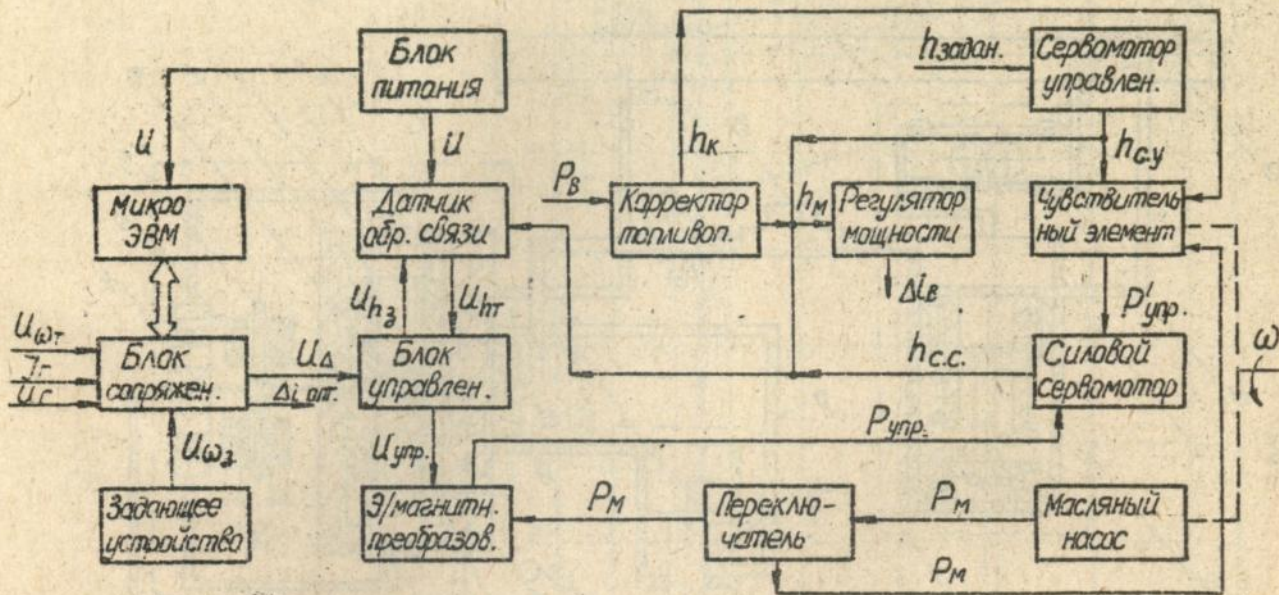 Блок
питания
hзадан.
Сервомотор
управлен.
U
U
hк
hс.у
Микро
ЭВМ
Датчик
обр. связи
Pв
Корректор
топливоп.
hм
Регулятор
мощности
Чувствитель
ный элемент
Uhз
Uhт
Δiв
P'упр.
Uωт
Jг
Uг
Блок
сопряжен.
UΔ
Δi опт.
Блок
управлен.
hс.с.
Силовой
сервомотор
ω
Uωз
Uупр.
Pупр.
Задающее
устройство
Э/магнитн.
преобразов.
Pм
Переклю-
чатель
Pм
Масляный
насос
Pм